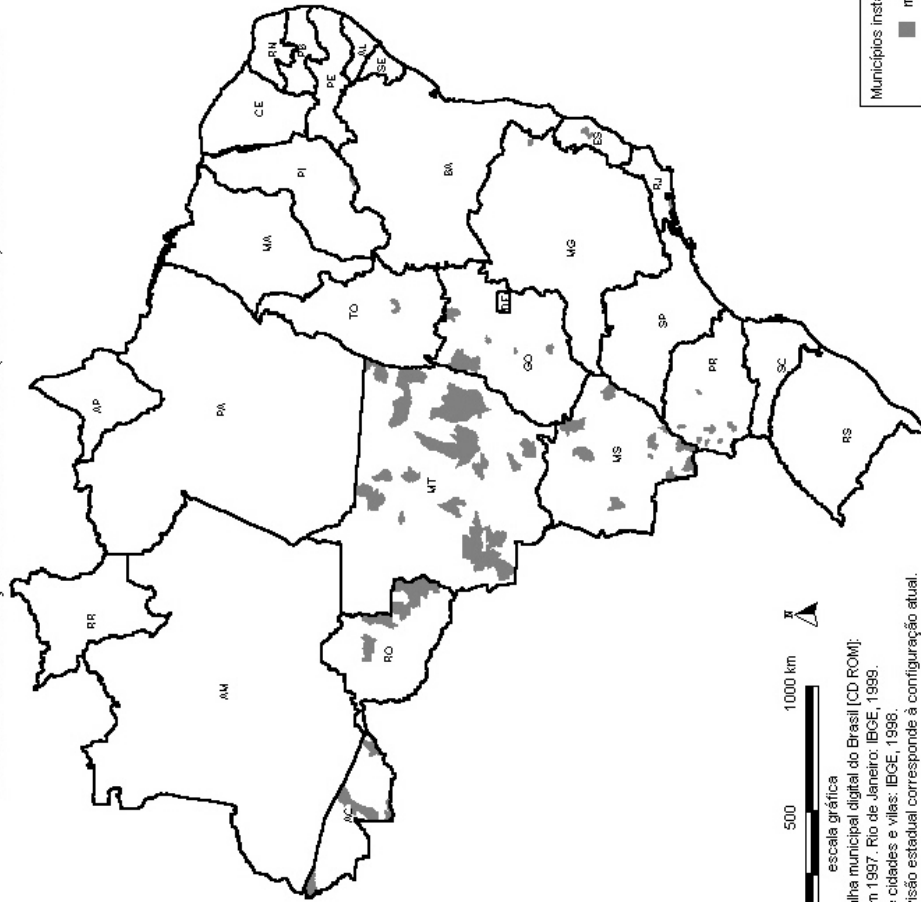 RR
AP
AM
PA
MA
CE
RN
PB
PE
AL
SE
PI
TO
BA
AC
RO
MT
GO
DF
MG
ES
MS
SP
RJ
PR
SC
RS
Municípios insta
m
N
500
1000 km
escala gráfica
alha municipal digital do Brasil [CD ROM]:
m 1997. Rio de Janeiro: IBGE, 1999.
e cidades e vilas: IBGE, 1998.
visão estadual corresponde à configuração atual.